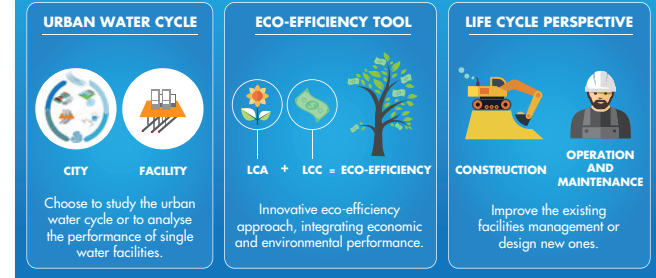 URBAN WATER CYCLE
CITY
FACILITY
Choose to study the urban
water cycle or to analyse
the performance of single
water facilities.
ECO-EFFICIENCY TOOL
LCA + LCC = ECO-EFFICIENCY
Innovative eco-efficiency
approach, integrating economic
and environmental performance.
LIFE CYCLE PERSPECTIVE
CONSTRUCTION
OPERATION
AND
MAINTENANCE
Improve the existing
facilities management or
design new ones.